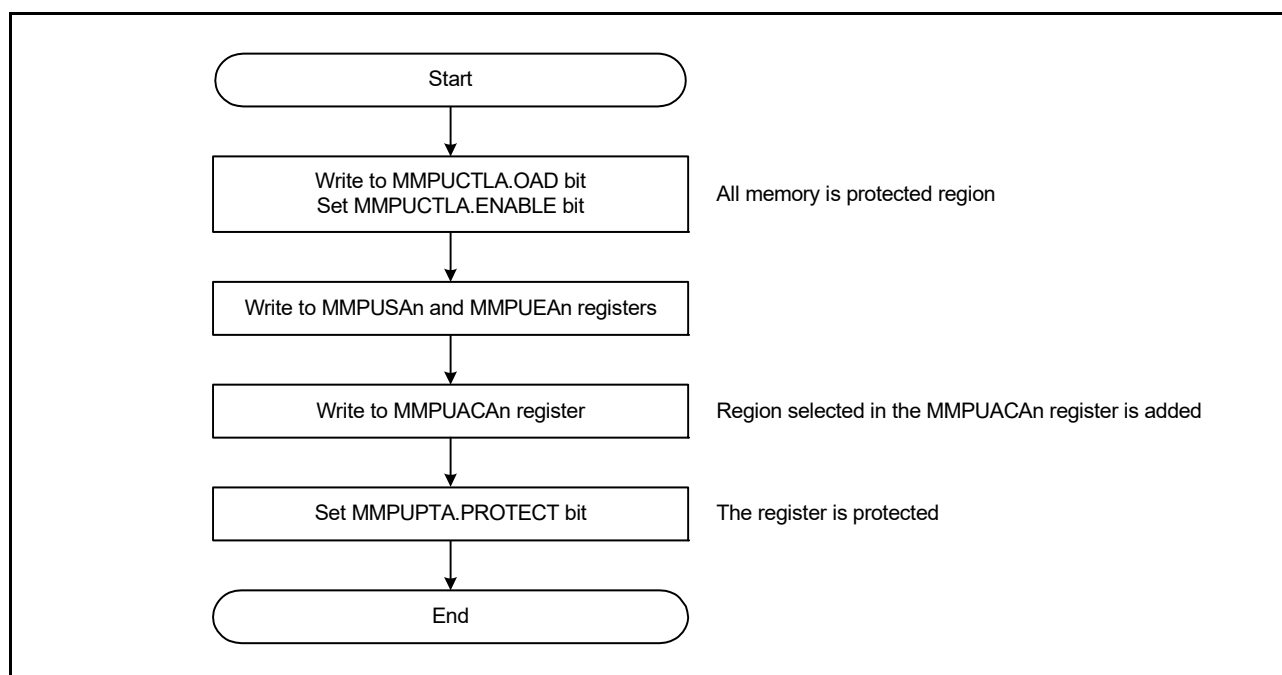 Start
Write to MMPUCTLA.OAD bit
Set MMPUCTLA.ENABLE bit
All memory is protected region
Write to MMPUSAn and MMPUEAn registers
Write to MMPUACAn register
Region selected in the MMPUACAn register is added
Set MMPUPTA.PROTECT bit
The register is protected
End